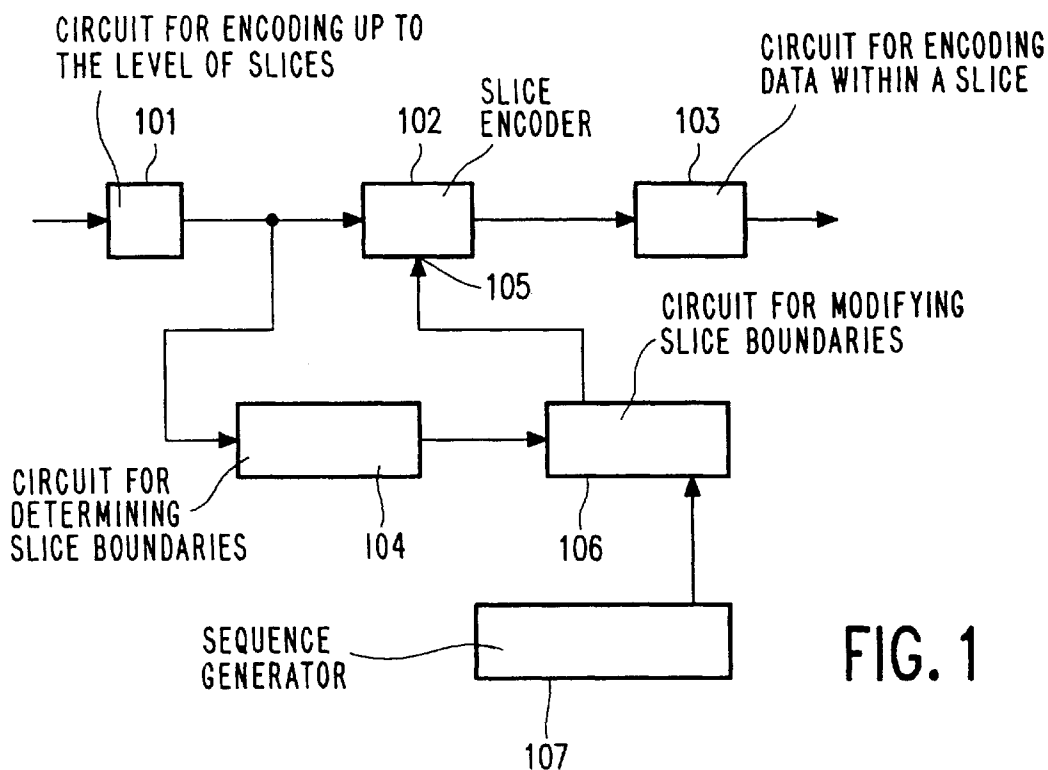 CIRCUIT FOR ENCODING UP TO
THE LEVEL OF SLICES
101
102
SLICE
ENCODER
103
CIRCUIT FOR ENCODING
DATA WITHIN A SLICE
105
CIRCUIT FOR MODIFYING
SLICE BOUNDARIES
CIRCUIT FOR
DETERMINING
SLICE BOUNDARIES
104
106
SEQUENCE
GENERATOR
107
FIG. 1